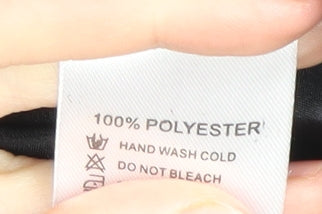 100% POLYESTER
HAND WASH COLD
DO NOT BLEACH